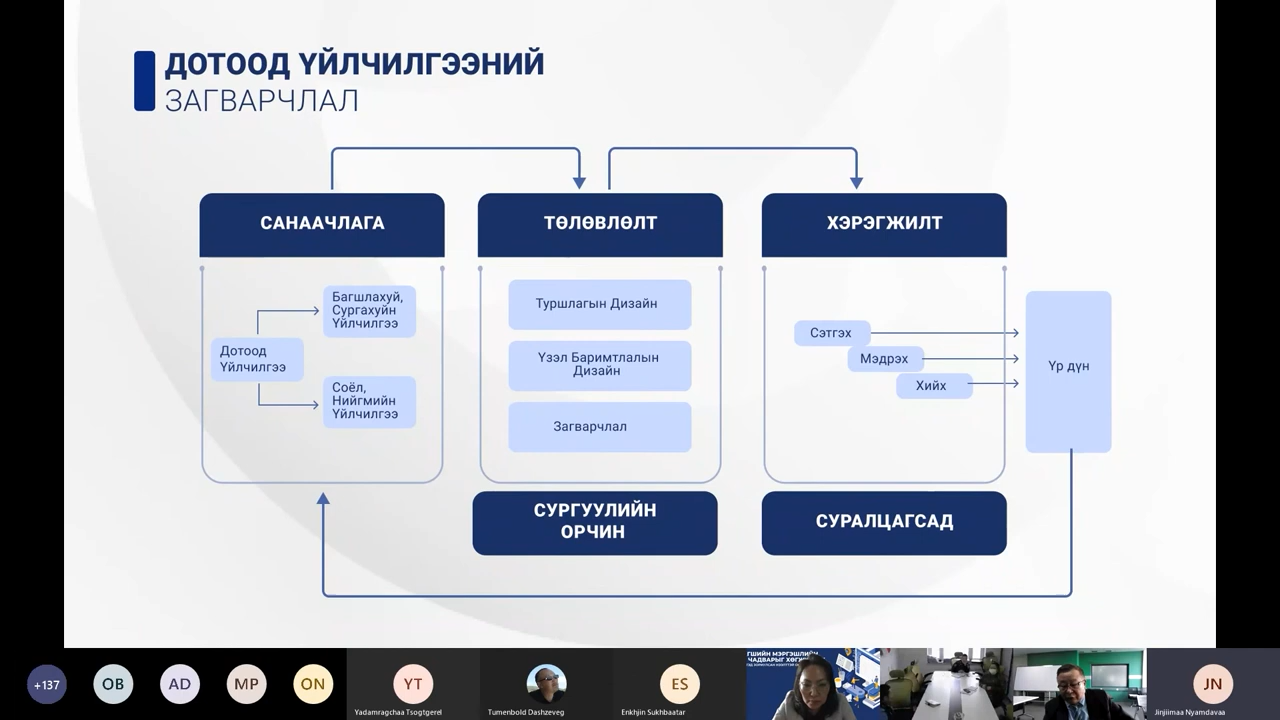 ДОТООД ҮЙЛЧИЛГЭЭНИЙ
ЗАГВАРЧЛАЛ
САНААЧЛАГА
Дотоод
Үйлчилгээ
Багшлахуй,
Сургахуйн
Үйлчилгээ
Соёл,
Нийгмийн
Үйлчилгээ
ТӨЛӨВЛӨЛТ
Туршлагын Дизайн
Үзэл Баримтлалын
Дизайн
Загварчлал
СУРГУУЛИЙН
ОРЧИН
ХЭРЭГЖИЛТ
Сэтгэх
Мэдрэх
Хийх
СУРАЛЦАГСАД
Үр дүн
+137
OB
AD
MP
ON
YT
Yadamragchaa Tsogtgerel
Tumenbold Dashzeveg
ES
Enkhjin Sukhbaatar
JN
Jinjiimaa Nyamdavaa